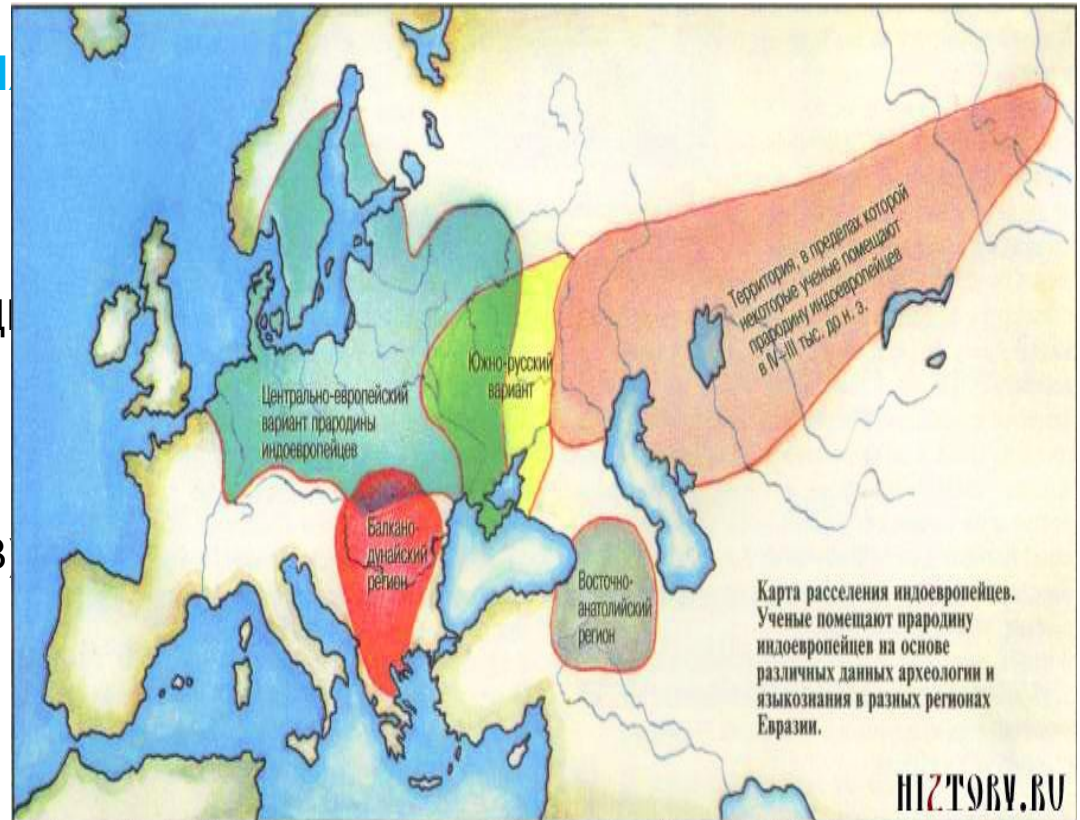 Территория, в пределах которой
некоторые ученые помещают
прародину индоевропейцев
в IV–III тыс. до н. э.
Южно-русский
вариант
Центрально-европейский
вариант прародины
индоевропейцев
Балкано-
дунайский
регион
Восточно-
анатолийский
регион
Карта расселения индоевропейцев.
Ученые помещают прародину
индоевропейцев на основе
различных данных археологии и
языкознания в разных регионах
Евразии.
HIZTORY.RU